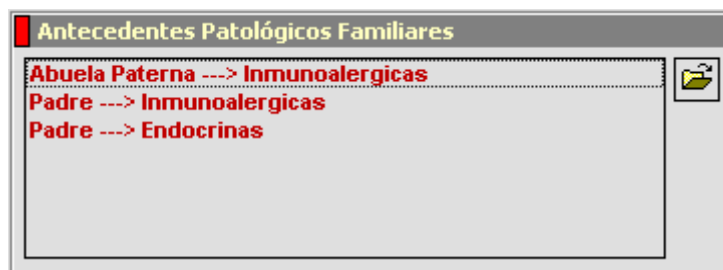 Antecedentes Patológicos Familiares
Abuela Paterna ---> Inmunoalergicas
Padre ---> Inmunoalergicas
Padre ---> Endocrinas